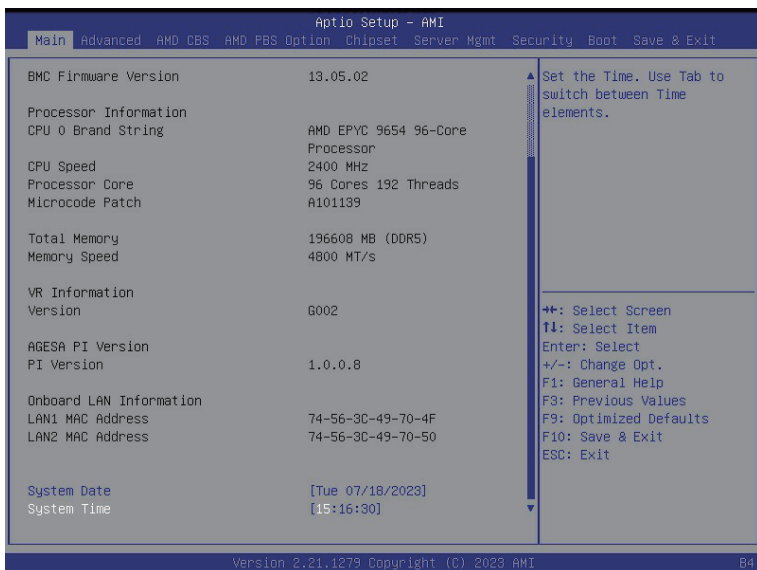 Aptio Setup - AMI
Main Advanced AMD CBS AMD PBS Option Chipset Server Mgmt Security Boot Save & Exit
BMC Firmware Version 13.05.02
Processor Information
CPU 0 Brand String AMD EPYC 9654 96-Core
Processor
CPU Speed 2400 MHz
Processor Core 96 Cores 192 Threads
Microcode Patch A101139
Total Memory 196608 MB (DDR5)
Memory Speed 4800 MT/s
VR Information
Version G002
AGESA PI Version
PI Version 1.0.0.8
Onboard LAN Information
LAN1 MAC Address 74-56-3C-49-70-4F
LAN2 MAC Address 74-56-3C-49-70-50
System Date [Tue 07/18/2023]
System Time [15:16:30]
Set the Time. Use Tab to
switch between Time
elements.
→←: Select Screen
↑↓: Select Item
Enter: Select
+/-: Change Opt.
F1: General Help
F3: Previous Values
F9: Optimized Defaults
F10: Save & Exit
ESC: Exit
Version 2.21.1279 Copyright (C) 2023 AMI
B4